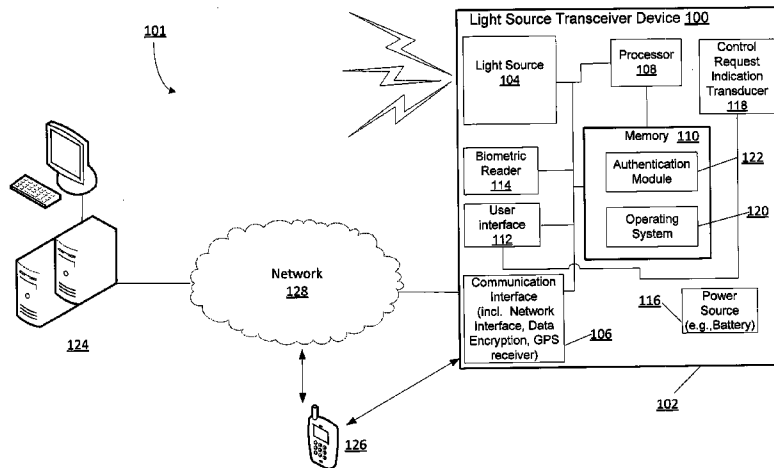 101
Light Source Transceiver Device 100
Light Source
104
Processor
108
Control
Request
Indication
Transducer
118
Memory 110
Authentication
Module
122
Operating
System
120
Biometric
Reader
114
User
interface
112
Communication
Interface
(incl. Network
Interface, Data
Encryption, GPS
receiver)
106
116
Power
Source
(e.g.,Battery)
102
Network
128
124
126